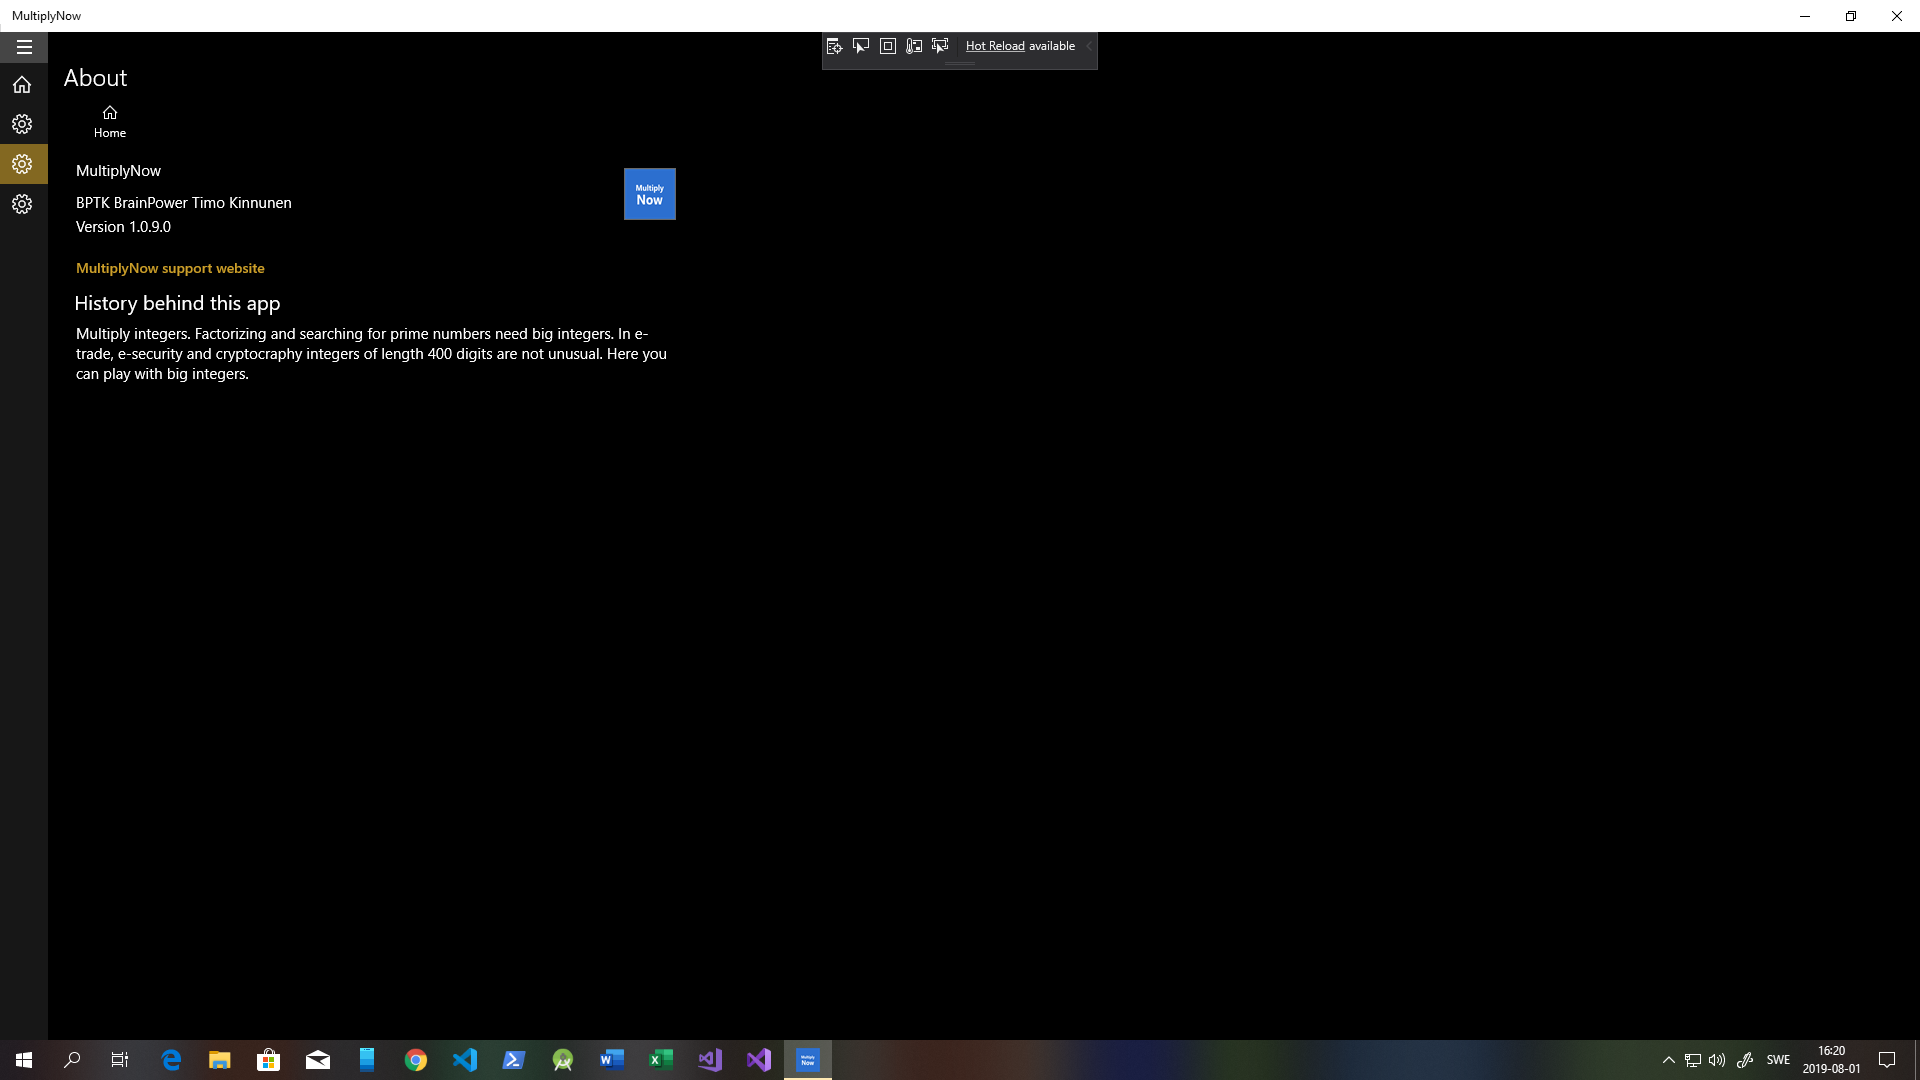 MultiplyNow
Hot Reload available
About
Home
MultiplyNow
Multiply
Now
BPTK BrainPower Timo Kinnunen
Version 1.0.9.0
MultiplyNow support website
History behind this app
Multiply integers. Factorizing and searching for prime numbers need big integers. In e-
trade, e-security and cryptocraphy integers of length 400 digits are not unusual. Here you
can play with big integers.
Multiply
Now
SWE
16:20
2019-08-01